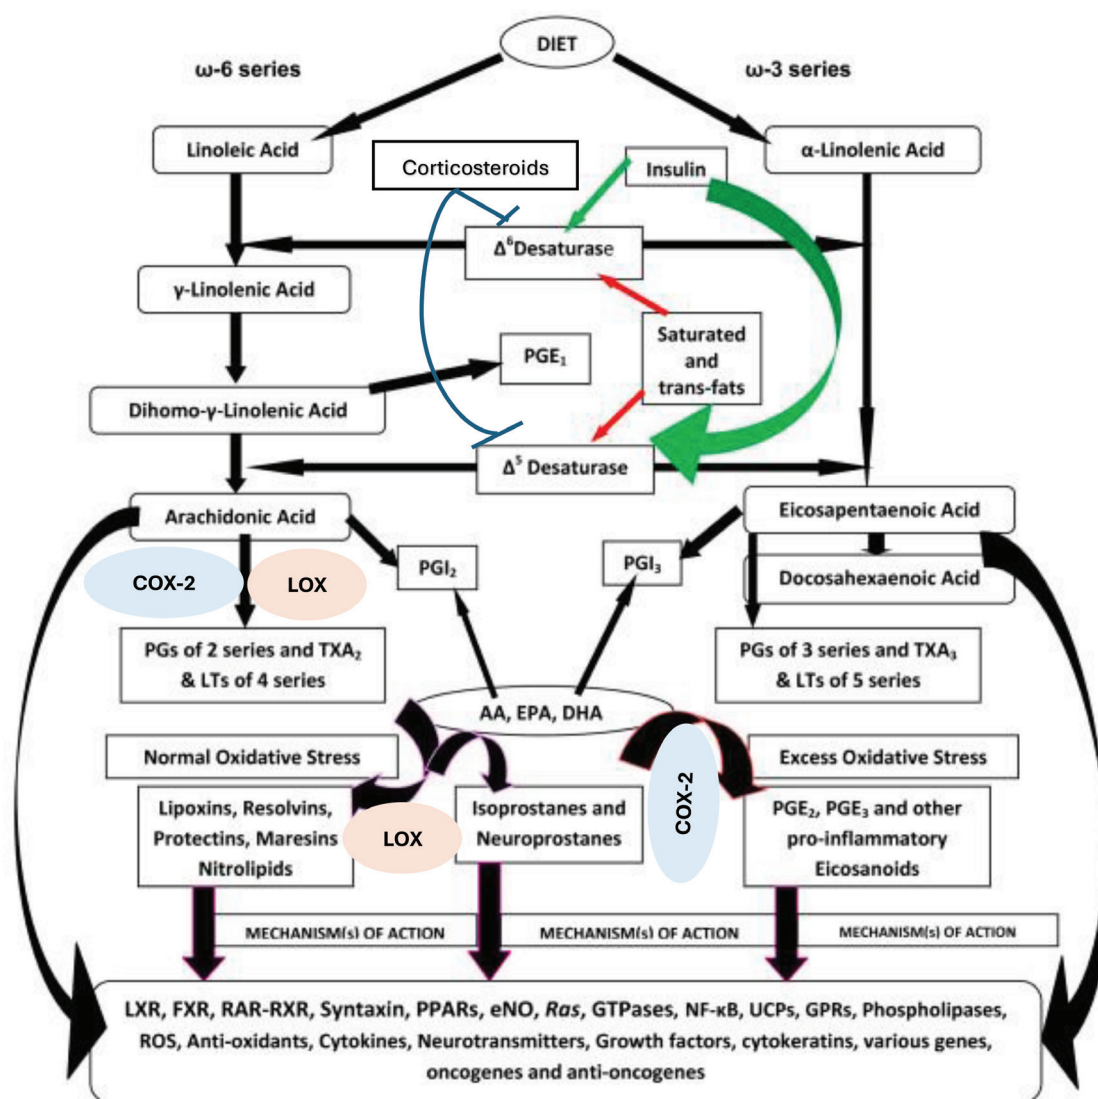 DIET
ω-6 series
ω-3 series
Linoleic Acid
α-Linolenic Acid
Corticosteroids
Insulin
Δ⁶Desaturase
γ-Linolenic Acid
Saturated
and
trans-fats
PGE₁
Dihomo-γ-Linolenic Acid
Δ⁵ Desaturase
Arachidonic Acid
Eicosapentaenoic Acid
COX-2
LOX
PGI₂
PGI₃
Docosahexaenoic Acid
PGs of 2 series and TXA₂
& LTs of 4 series
PGs of 3 series and TXA₃
& LTs of 5 series
AA, EPA, DHA
Normal Oxidative Stress
Excess Oxidative Stress
COX-2
Lipoxins, Resolvins,
Protectins, Maresins
Nitrolipids
LOX
Isoprostanes and
Neuroprostanes
PGE₂, PGE₃ and other
pro-inflammatory
Eicosanoids
MECHANISM(s) OF ACTION
MECHANISM(s) OF ACTION
MECHANISM(s) OF ACTION
LXR, FXR, RAR-RXR, Syntaxin, PPARs, eNO, Ras, GTPases, NF-κB, UCPs, GPRs, Phospholipases,
ROS, Anti-oxidants, Cytokines, Neurotransmitters, Growth factors, cytokeratins, various genes,
oncogenes and anti-oncogenes